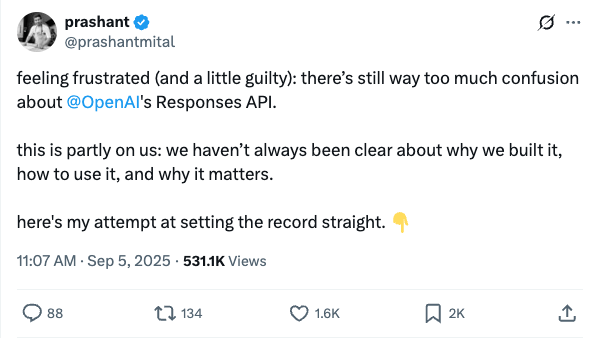 prashant
@prashantmital
feeling frustrated (and a little guilty): there's still way too much confusion
about @OpenAI's Responses API.
this is partly on us: we haven't always been clear about why we built it,
how to use it, and why it matters.
here's my attempt at setting the record straight. 👇
11:07 AM · Sep 5, 2025 · 531.1K Views
88 134 1.6K 2K